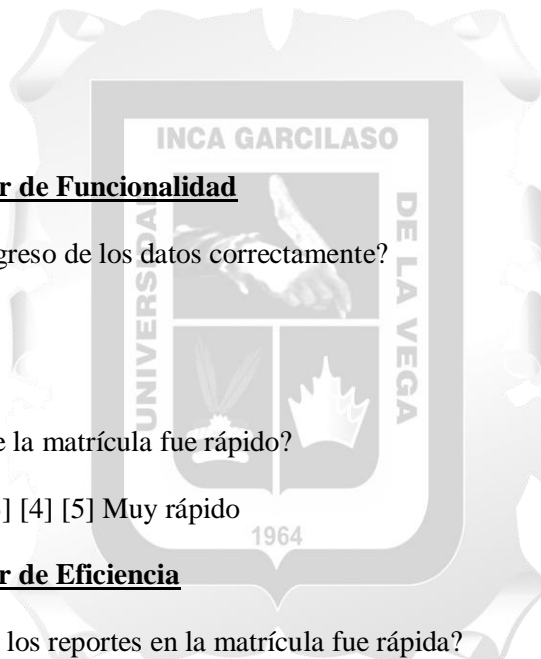 INCA GARCILASO
DE LA VEGA
UNIVERSIDAD
1964
r de Funcionalidad
greso de los datos correctamente?
e la matrícula fue rápido?
] [4] [5] Muy rápido
r de Eficiencia
los reportes en la matrícula fue rápida?